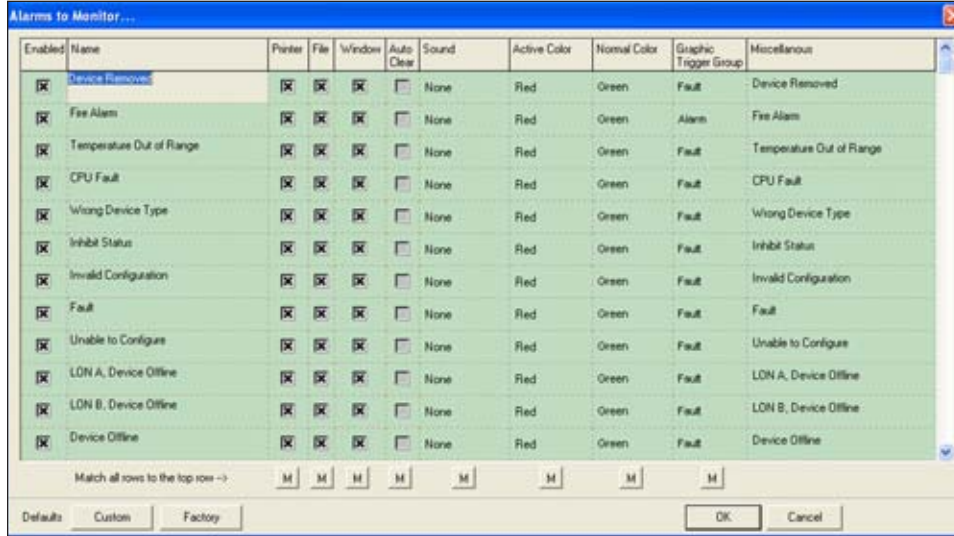 Alarms to Monitor...
Enabled Name Printer File Window Auto Clear Sound Active Color Normal Color Graphic Trigger Group Miscellanous
Device Removed None Red Green Fault Device Removed
Fire Alarm None Red Green Alarm Fire Alarm
Temperature Out of Range None Red Green Fault Temperature Out of Range
CPU Fault None Red Green Fault CPU Fault
Wrong Device Type None Red Green Fault Wrong Device Type
Inhibit Status None Red Green Fault Inhibit Status
Invalid Configuration None Red Green Fault Invalid Configuration
Fault None Red Green Fault Fault
Unable to Configure None Red Green Fault Unable to Configure
LON A, Device Offline None Red Green Fault LON A, Device Offline
LON B, Device Offline None Red Green Fault LON B, Device Offline
Device Offline None Red Green Fault Device Offline
Match all rows to the top row --> M M M M M M M M
Defaults Custom Factory OK Cancel